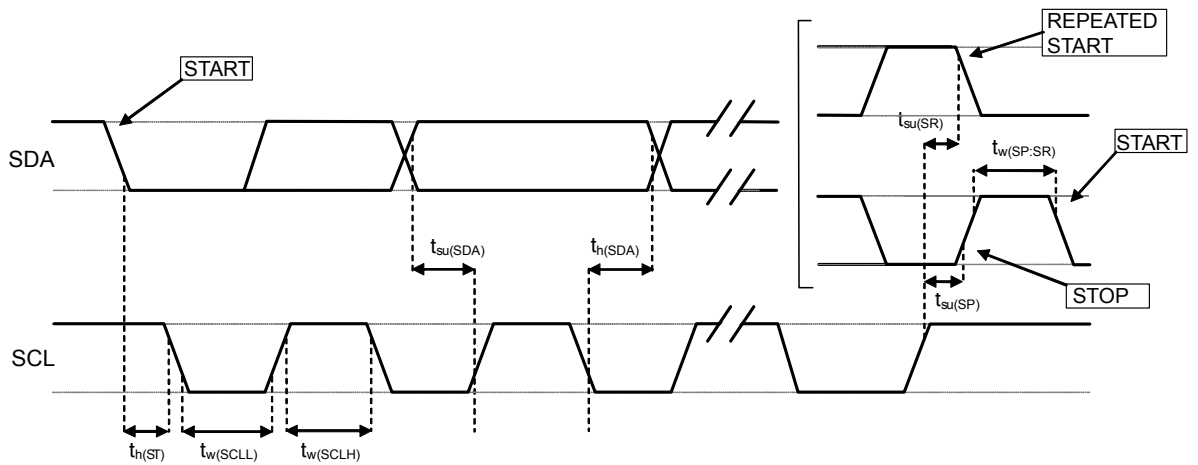 REPEATED
START
START
tsu(SR)
tw(SP:SR)
START
SDA
tsu(SDA)
th(SDA)
tsu(SP)
STOP
SCL
th(ST)
tw(SCLL)
tw(SCLH)